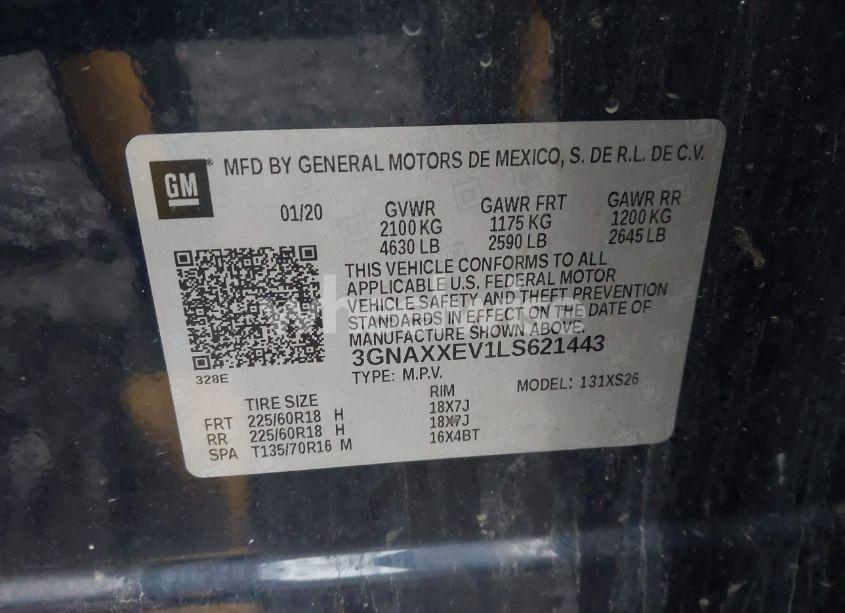 GM
MFD BY GENERAL MOTORS DE MEXICO, S. DE R.L. DE C.V.
01/20 GVWR GAWR FRT GAWR RR
2100 KG 1175 KG 1200 KG
4630 LB 2590 LB 2645 LB
THIS VEHICLE CONFORMS TO ALL
APPLICABLE U.S. FEDERAL MOTOR
VEHICLE SAFETY AND THEFT PREVENTION
STANDARDS IN EFFECT ON THE DATE OF
MANUFACTURE SHOWN ABOVE.
3GNAXXEV1LS621443
328E TYPE: M.P.V. MODEL: 131XS26
TIRE SIZE RIM
FRT 225/60R18 H 18X7J
RR 225/60R18 H 18X7J
SPA T135/70R16 M 16X4BT